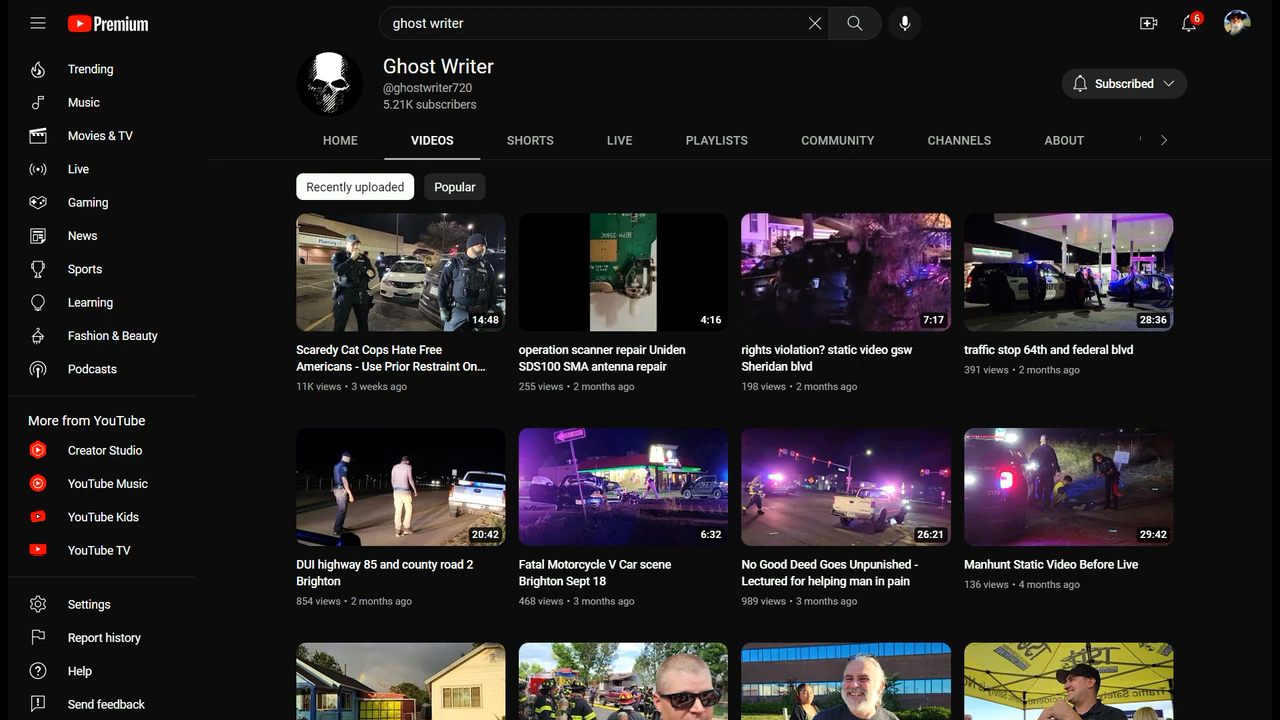 Premium
ghost writer
6
Trending
Music
Movies & TV
Live
Gaming
News
Sports
Learning
Fashion & Beauty
Podcasts
More from YouTube
Creator Studio
YouTube Music
YouTube Kids
YouTube TV
Settings
Report history
Help
Send feedback
Ghost Writer
@ghostwriter720
5.21K subscribers
Subscribed
HOME VIDEOS SHORTS LIVE PLAYLISTS COMMUNITY CHANNELS ABOUT
Recently uploaded Popular
14:48
Scaredy Cat Cops Hate Free
Americans - Use Prior Restraint On...
11K views • 3 weeks ago
4:16
operation scanner repair Uniden
SDS100 SMA antenna repair
255 views • 2 months ago
7:17
rights violation? static video gsw
Sheridan blvd
198 views • 2 months ago
28:36
traffic stop 64th and federal blvd
391 views • 2 months ago
20:42
DUI highway 85 and county road 2
Brighton
854 views • 2 months ago
6:32
Fatal Motorcycle V Car scene
Brighton Sept 18
468 views • 3 months ago
26:21
No Good Deed Goes Unpunished -
Lectured for helping man in pain
989 views • 3 months ago
29:42
Manhunt Static Video Before Live
136 views • 4 months ago